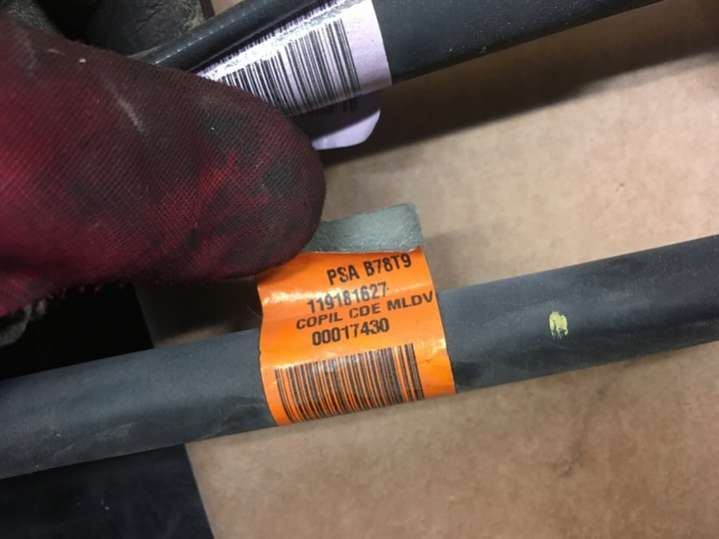 PSA B78T9
119181627
COPIL CDE MLDV
00017430